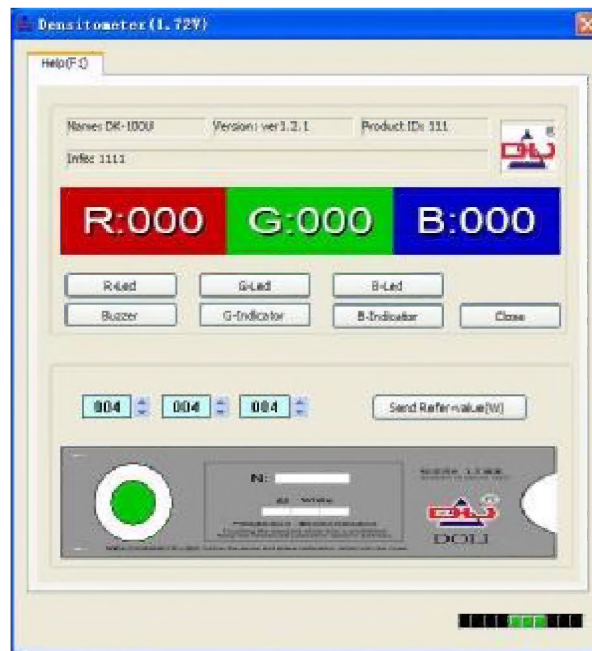 Densitometer(1.72V)
Help(F1)
Name: DK-100U Version: ver1.2.1 Product ID: 111
Info: 1111
R:000 G:000 B:000
R-Led G-Led B-Led
Buzzer G-Indicator B-Indicator Close
004 004 004 Send Refer-value(W)
N:
White
DOLI